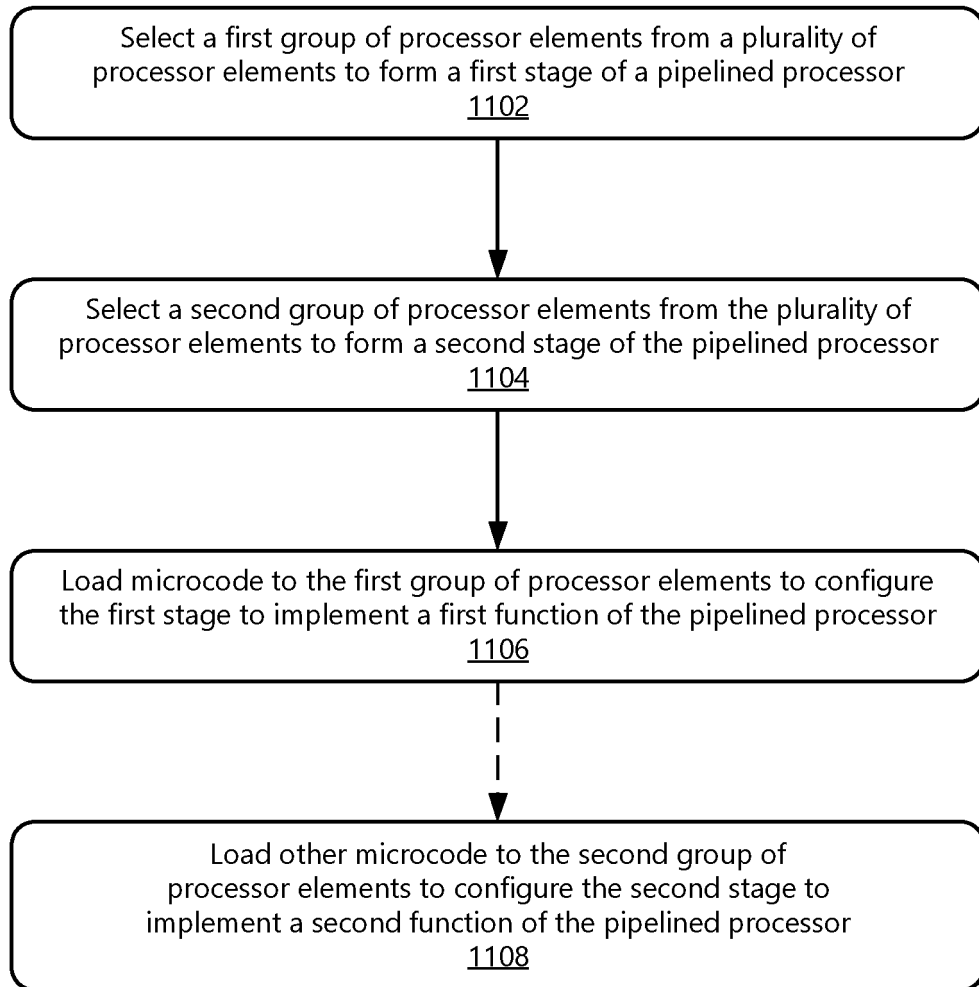 Select a first group of processor elements from a plurality of
processor elements to form a first stage of a pipelined processor
1102
Select a second group of processor elements from the plurality of
processor elements to form a second stage of the pipelined processor
1104
Load microcode to the first group of processor elements to configure
the first stage to implement a first function of the pipelined processor
1106
Load other microcode to the second group of
processor elements to configure the second stage to
implement a second function of the pipelined processor
1108